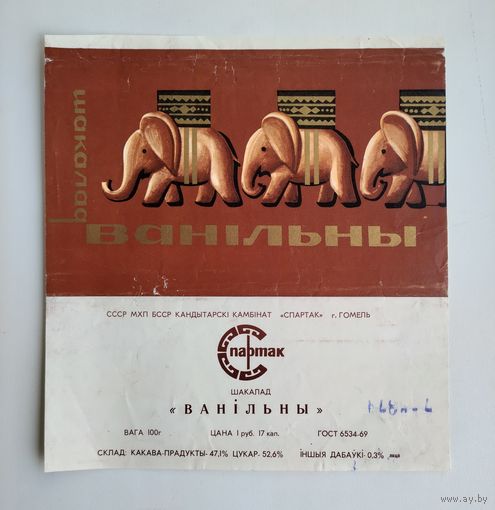 шакалад
ванільны
СССР МХП БССР КАНДЫТАРСКІ КАМБІНАТ «СПАРТАК» г. ГОМЕЛЬ
Спартак
ШАКАЛАД
«ВАНІЛЬНЫ»
ВАГА 100г ЦАНА 1 руб. 17 кап. ГОСТ 6534-69
СКЛАД: КАКАВА-ПРАДУКТЫ- 47,1% ЦУКАР- 52,6% ІНШЫЯ ДАБАЎКІ- 0,3%
www.ay.by